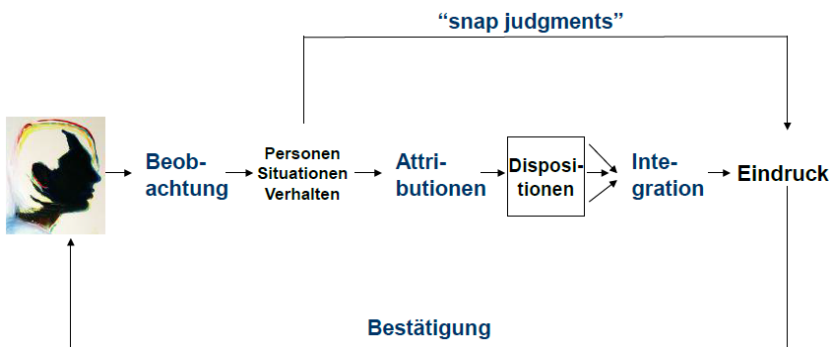 “snap judgments”
Beob-
achtung
Personen
Situationen
Verhalten
Attri-
butionen
Disposi-
tionen
Inte-
gration
Eindruck
Bestätigung